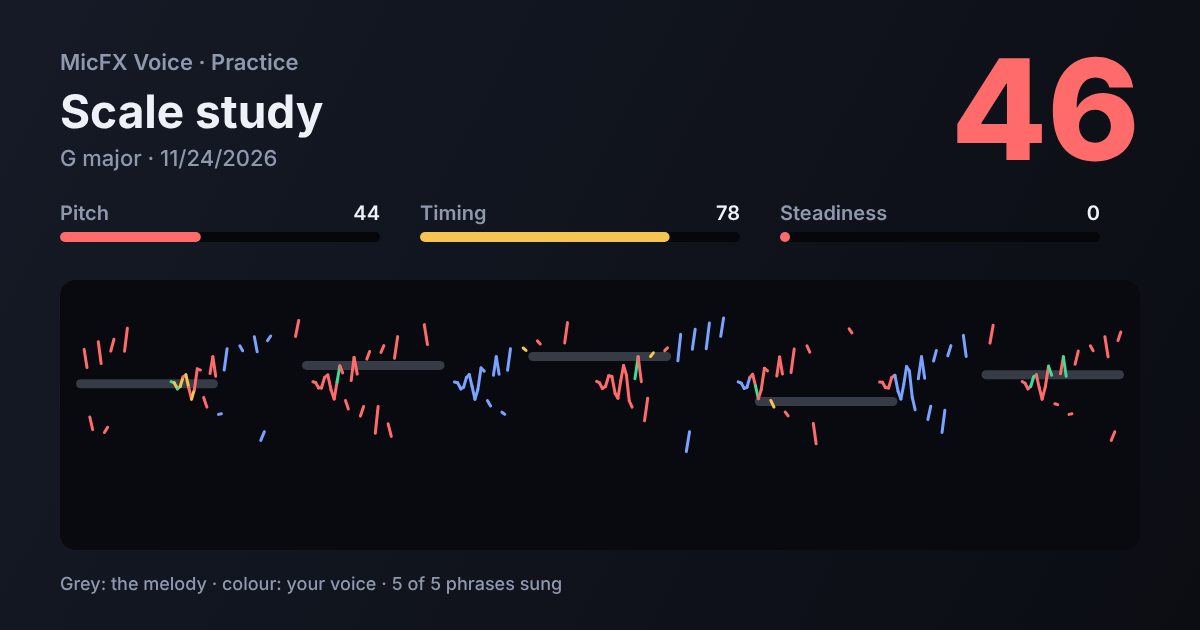 MicFX Voice · Practice
Scale study
G major · 11/24/2026
46
Pitch 44
Timing 78
Steadiness 0
Grey: the melody · colour: your voice · 5 of 5 phrases sung